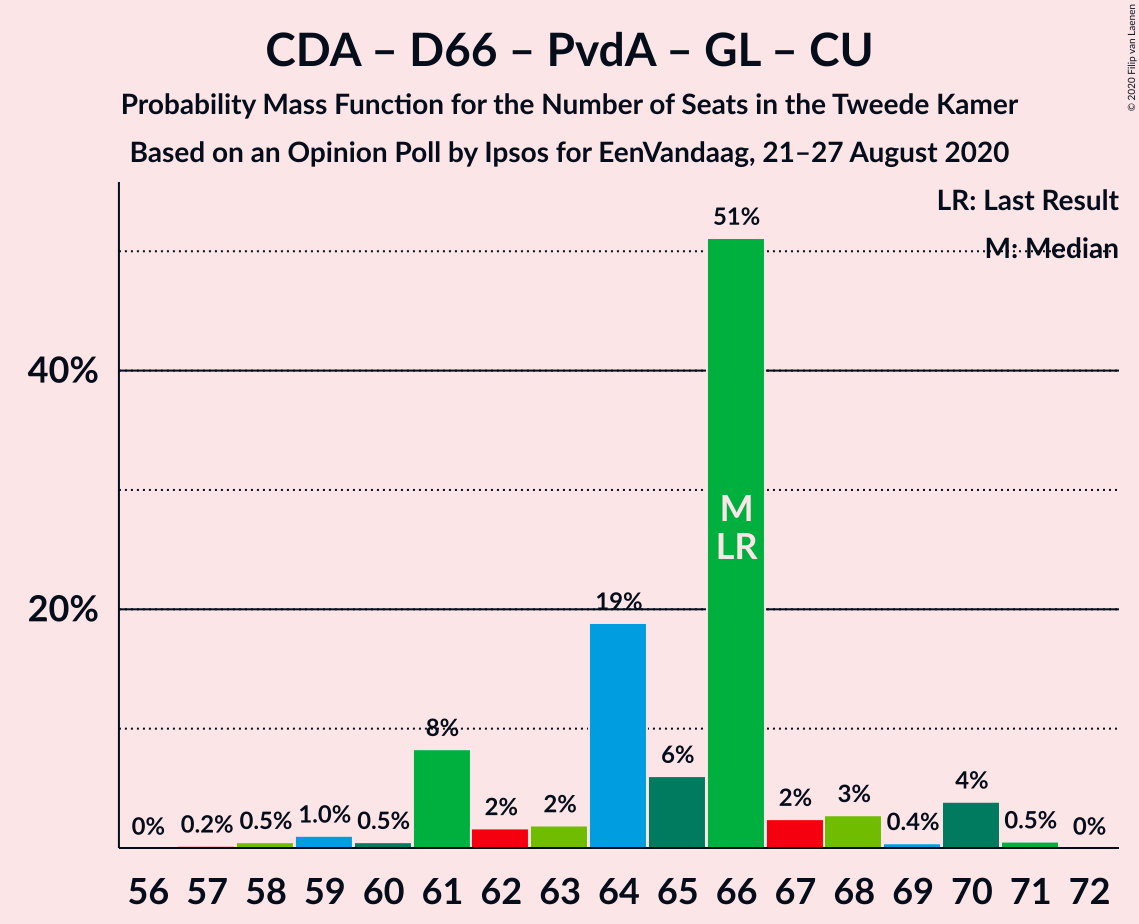 CDA – D66 – PvdA – GL – CU
Probability Mass Function for the Number of Seats in the Tweede Kamer
Based on an Opinion Poll by Ipsos for EenVandaag, 21–27 August 2020
© 2020 Filip van Laenen
LR: Last Result
M: Median
40%
20%
0%
0.2%
0.5%
1.0%
0.5%
8%
2%
2%
19%
6%
51%
2%
3%
0.4%
4%
0.5%
0%
M
LR
56 57 58 59 60 61 62 63 64 65 66 67 68 69 70 71 72